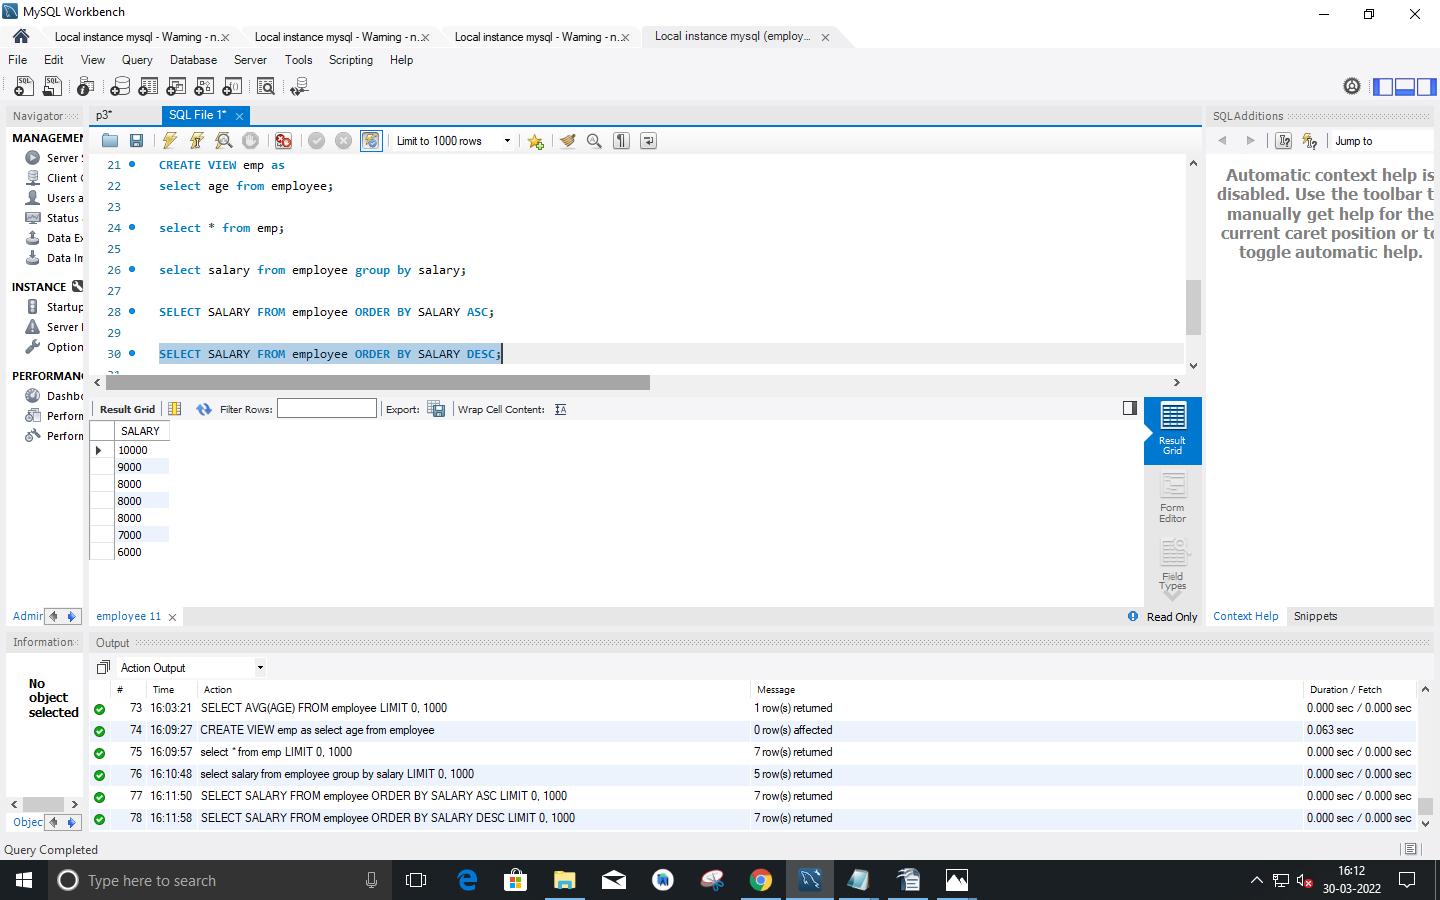 MySQL Workbench
Local instance mysql - Warning - n...
Local instance mysql - Warning - n...
Local instance mysql - Warning - n...
Local instance mysql (employ...
File Edit View Query Database Server Tools Scripting Help
Navigator
p3*
SQL File 1*
SQLAdditions
MANAGEMEN
Server S
Client C
Users a
Status
Data Ex
Data Im
INSTANCE
Startup
Server
Option
PERFORMANC
Dashbo
Perforn
Perforn
Admir
Limit to 1000 rows
21 CREATE VIEW emp as
22 select age from employee;
23
24 select * from emp;
25
26 select salary from employee group by salary;
27
28 SELECT SALARY FROM employee ORDER BY SALARY ASC;
29
30 SELECT SALARY FROM employee ORDER BY SALARY DESC;
31
Jump to
Automatic context help is
disabled. Use the toolbar t
manually get help for the
current caret position or to
toggle automatic help.
Result Grid Filter Rows: Export: Wrap Cell Content:
SALARY
10000
9000
8000
8000
8000
7000
6000
Result
Grid
Form
Editor
Field
Types
employee 11
Read Only
Context Help Snippets
Information
No
object
selected
Objec
Output
Action Output
# Time Action Message Duration / Fetch
73 16:03:21 SELECT AVG(AGE) FROM employee LIMIT 0, 1000 1 row(s) returned 0.000 sec / 0.000 sec
74 16:09:27 CREATE VIEW emp as select age from employee 0 row(s) affected 0.063 sec
75 16:09:57 select * from emp LIMIT 0, 1000 7 row(s) returned 0.000 sec / 0.000 sec
76 16:10:48 select salary from employee group by salary LIMIT 0, 1000 5 row(s) returned 0.000 sec / 0.000 sec
77 16:11:50 SELECT SALARY FROM employee ORDER BY SALARY ASC LIMIT 0, 1000 7 row(s) returned 0.000 sec / 0.000 sec
78 16:11:58 SELECT SALARY FROM employee ORDER BY SALARY DESC LIMIT 0, 1000 7 row(s) returned 0.000 sec / 0.000 sec
Query Completed
Type here to search
16:12
30-03-2022